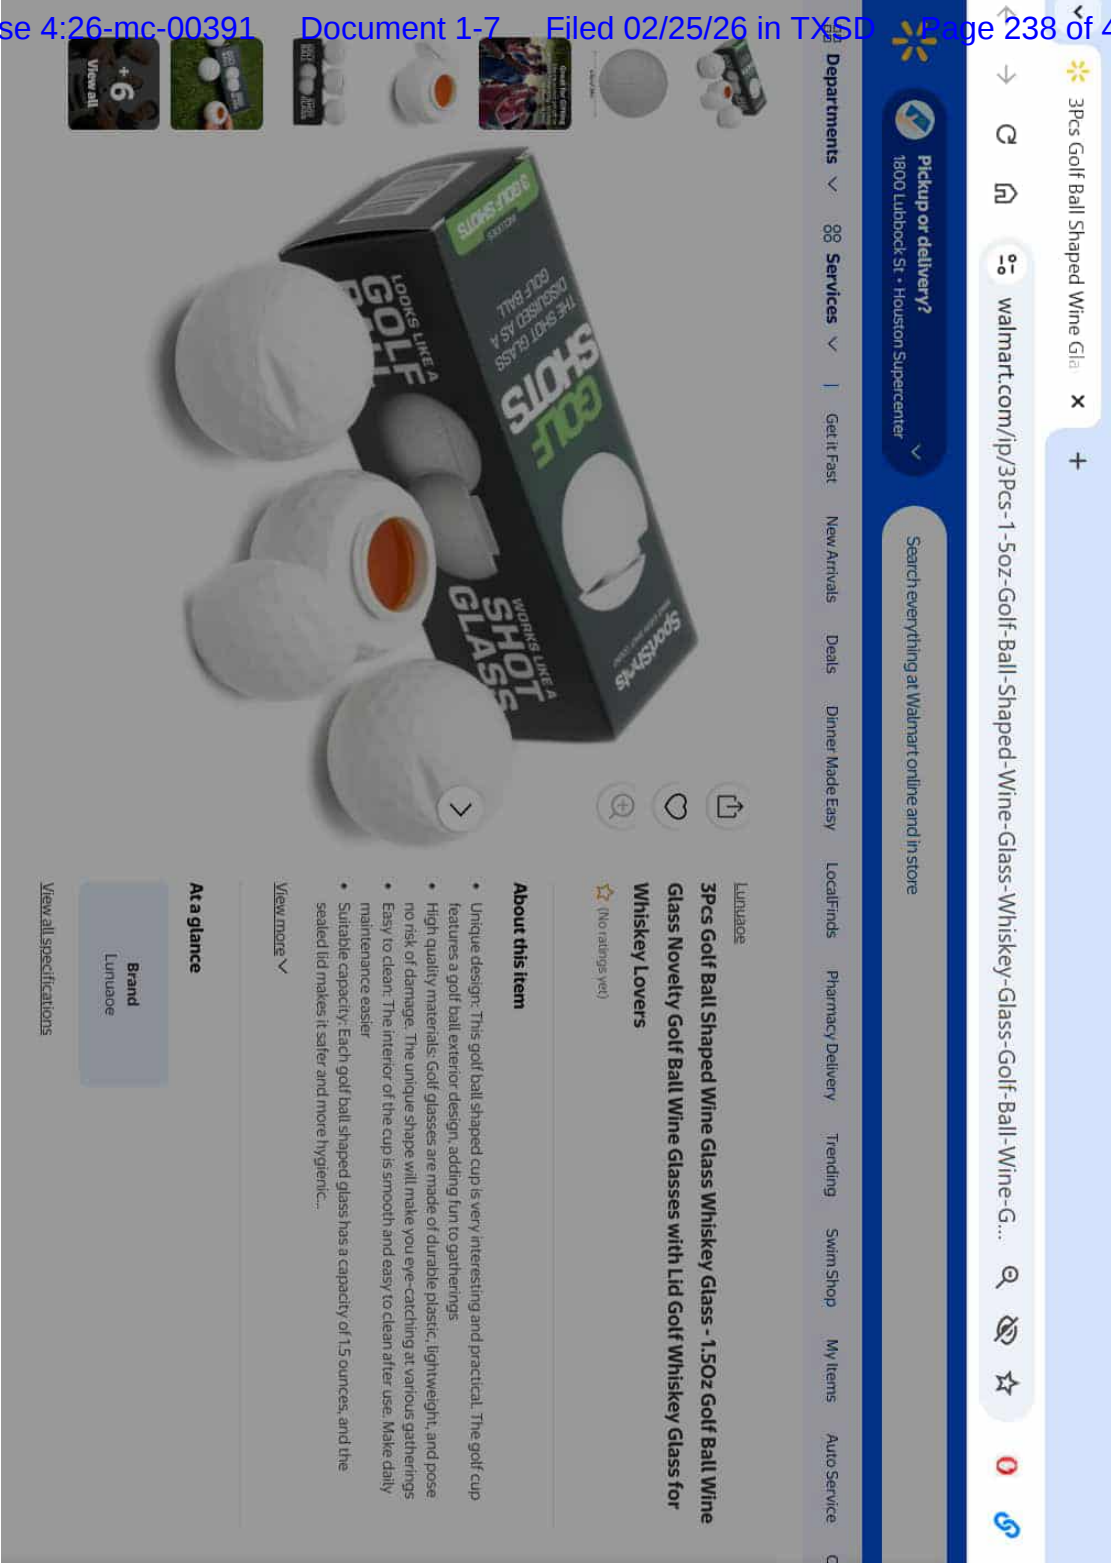 se 4:26-mc-00391 Document 1-7 Filed 02/25/26 in TXSD Page 238 of 4
3Pcs Golf Ball Shaped Wine Gla
walmart.com/ip/3Pcs-1-5oz-Golf-Ball-Shaped-Wine-Glass-Whiskey-Glass-Golf-Ball-Wine-G...
Pickup or delivery?
1800 Lubbock St • Houston Supercenter
Search everything at Walmart online and in store
Departments
Services
Get it Fast
New Arrivals
Deals
Dinner Made Easy
Local Finds
Pharmacy Delivery
Trending
Swim Shop
My Items
Auto Service
+6
View all
3 GOLF SHOTS
THE SHOT GLASS
DISGUISED AS A
GOLF BALL
GOLF
SHOTS
LOOKS LIKE A
GOLF
BALL
WORKS LIKE A
SHOT
GLASS
Lunuaoe
3Pcs Golf Ball Shaped Wine Glass Whiskey Glass - 1.5Oz Golf Ball Wine
Glass Novelty Golf Ball Wine Glasses with Lid Golf Whiskey Glass for
Whiskey Lovers
(No ratings yet)
About this item
• Unique design: This golf ball shaped cup is very interesting and practical. The golf cup
features a golf ball exterior design, adding fun to gatherings
• High quality materials: Golf glasses are made of durable plastic, lightweight, and pose
no risk of damage. The unique shape will make you eye-catching at various gatherings
• Easy to clean: The interior of the cup is smooth and easy to clean after use. Make daily
maintenance easier
• Suitable capacity: Each golf ball shaped glass has a capacity of 1.5 ounces, and the
sealed lid makes it safer and more hygienic...
View more
At a glance
Brand
Lunuaoe
View all specifications